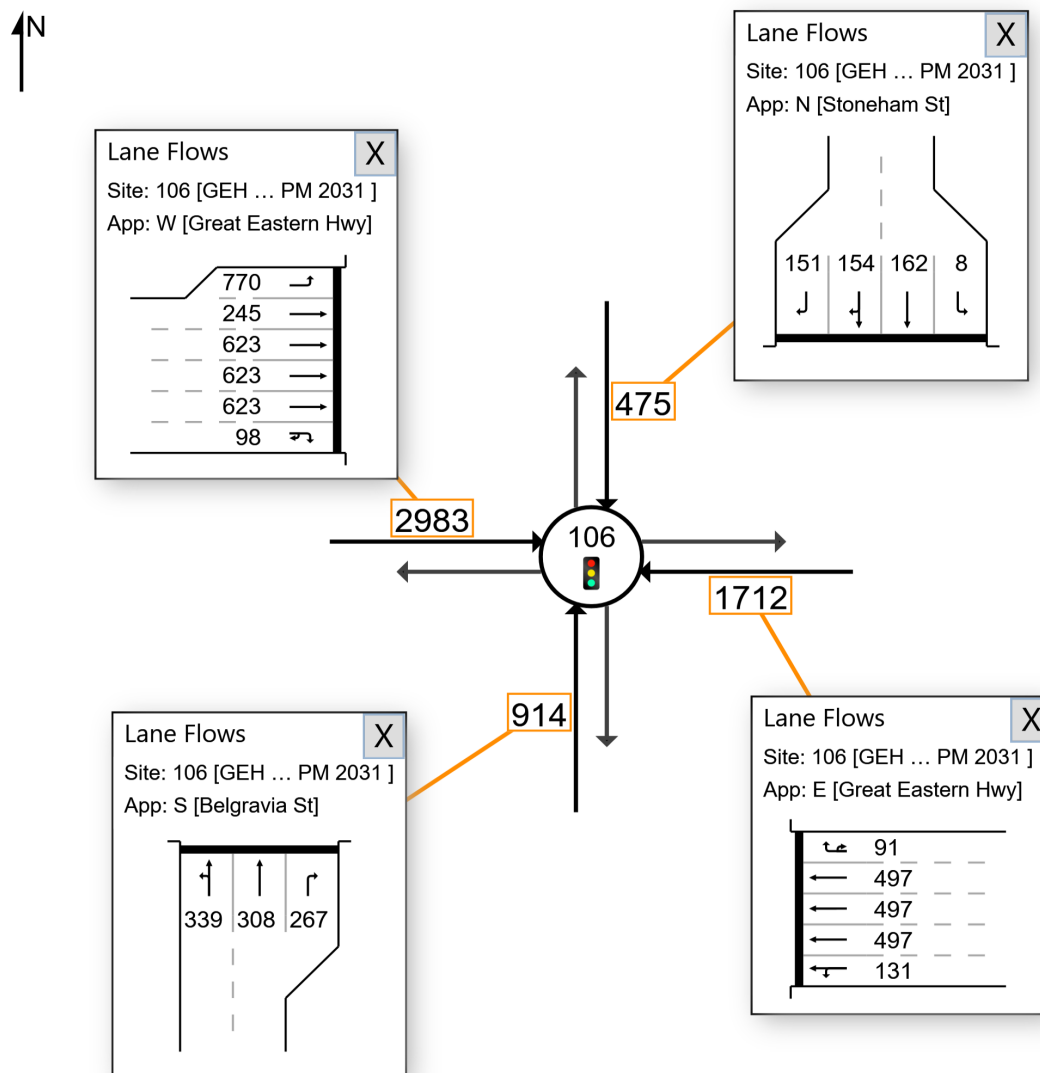 N
Lane Flows
X
Site: 106 [GEH ... PM 2031 ]
App: N [Stoneham St]
151 154 162 8
Lane Flows
X
Site: 106 [GEH ... PM 2031 ]
App: W [Great Eastern Hwy]
770
245
623
623
623
98
475
2983
106
1712
914
Lane Flows
X
Site: 106 [GEH ... PM 2031 ]
App: S [Belgravia St]
339 308 267
Lane Flows
X
Site: 106 [GEH ... PM 2031 ]
App: E [Great Eastern Hwy]
91
497
497
497
131